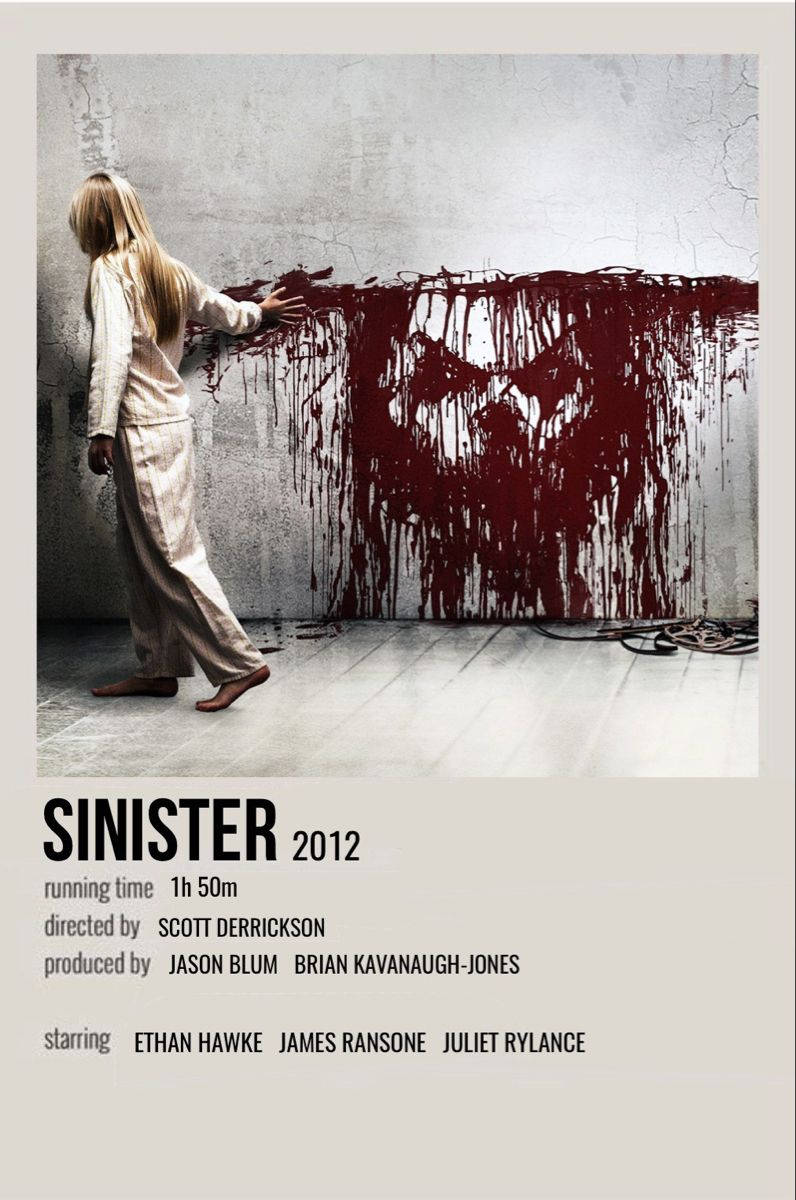 SINISTER 2012
running time 1h 50m
directed by SCOTT DERRICKSON
produced by JASON BLUM BRIAN KAVANAUGH-JONES
starring ETHAN HAWKE JAMES RANSONE JULIET RYLANCE